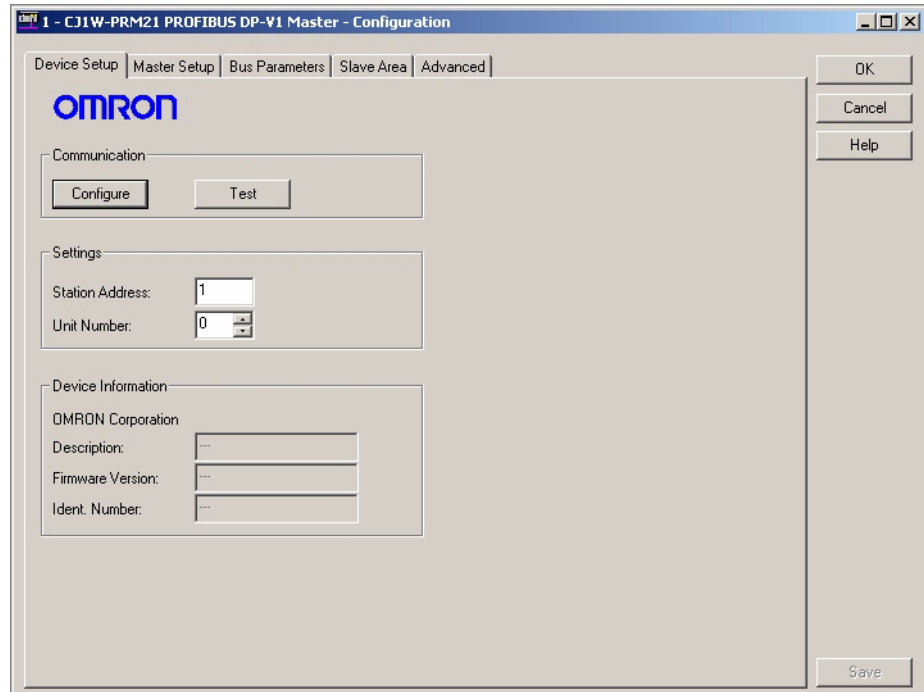 1 - CJ1W-PRM21 PROFIBUS DP-V1 Master - Configuration
Device Setup Master Setup Bus Parameters Slave Area Advanced
OK
OMRON
Cancel
Help
Communication
Configure Test
Settings
Station Address: 1
Unit Number: 0
Device Information
OMRON Corporation
Description: ---
Firmware Version: ---
Ident. Number: ---
Save